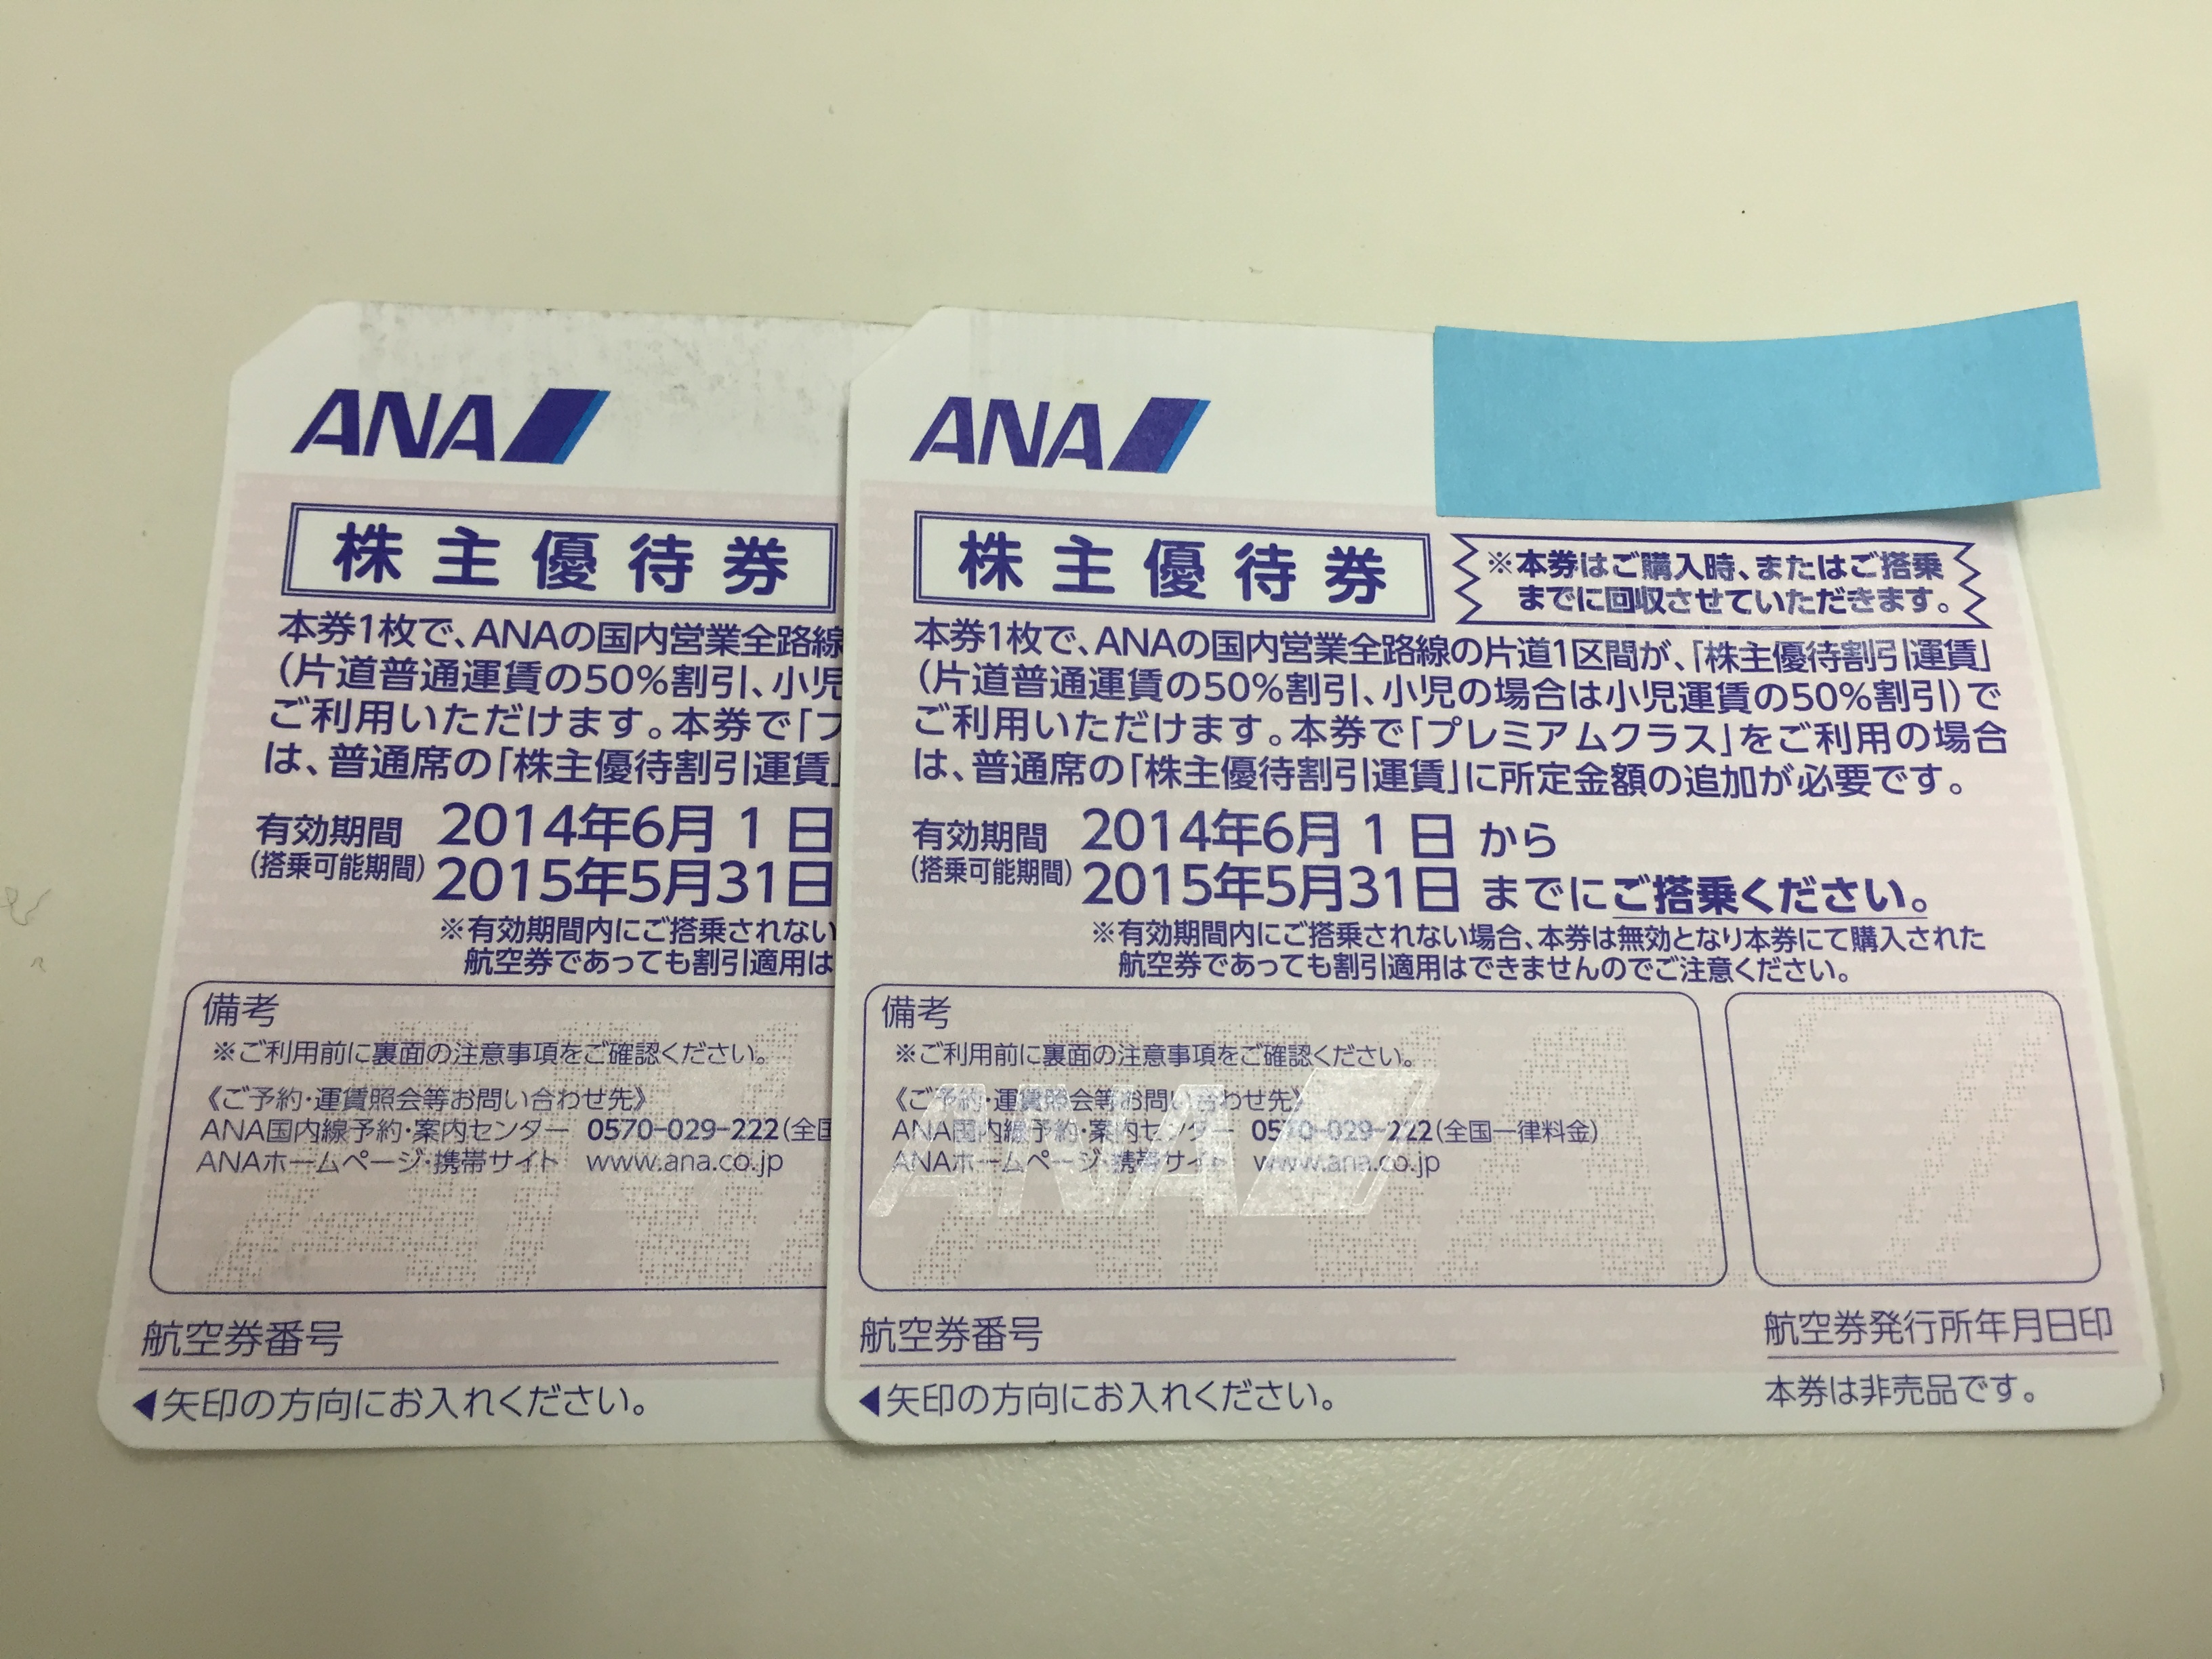 ANA
株主優待券
本券1枚で、ANAの国内営業全路線
(片道普通運賃の50%割引、小児
ご利用いただけます。本券で「プ
は、普通席の「株主優待割引運賃」
有効期間 2014年6月1日
(搭乗可能期間) 2015年5月31日
※有効期間内にご搭乗されない
航空券であっても割引適用は
備考
※ご利用前に裏面の注意事項をご確認ください。
《ご予約・運賃照会等お問い合わせ先》
ANA国内線予約・案内センター 0570-029-222(全国
ANAホームページ・携帯サイト www.ana.co.jp
航空券番号
◀矢印の方向にお入れください。
ANA
株主優待券
※本券はご購入時、またはご搭乗
までに回収させていただきます。
本券1枚で、ANAの国内営業全路線の片道1区間が、「株主優待割引運賃」
(片道普通運賃の50%割引、小児の場合は小児運賃の50%割引)で
ご利用いただけます。本券で「プレミアムクラス」をご利用の場合
は、普通席の「株主優待割引運賃」に所定金額の追加が必要です。
有効期間 2014年6月1日 から
(搭乗可能期間) 2015年5月31日 までにご搭乗ください。
※有効期間内にご搭乗されない場合、本券は無効となり本券にて購入された
航空券であっても割引適用はできませんのでご注意ください。
備考
※ご利用前に裏面の注意事項をご確認ください。
《ご予約・運賃照会等お問い合わせ先》
ANA国内線予約・案内センター 0570-029-222(全国一律料金)
ANAホームページ・携帯サイト www.ana.co.jp
ANA
航空券番号
航空券発行所年月日印
◀矢印の方向にお入れください。
本券は非売品です。